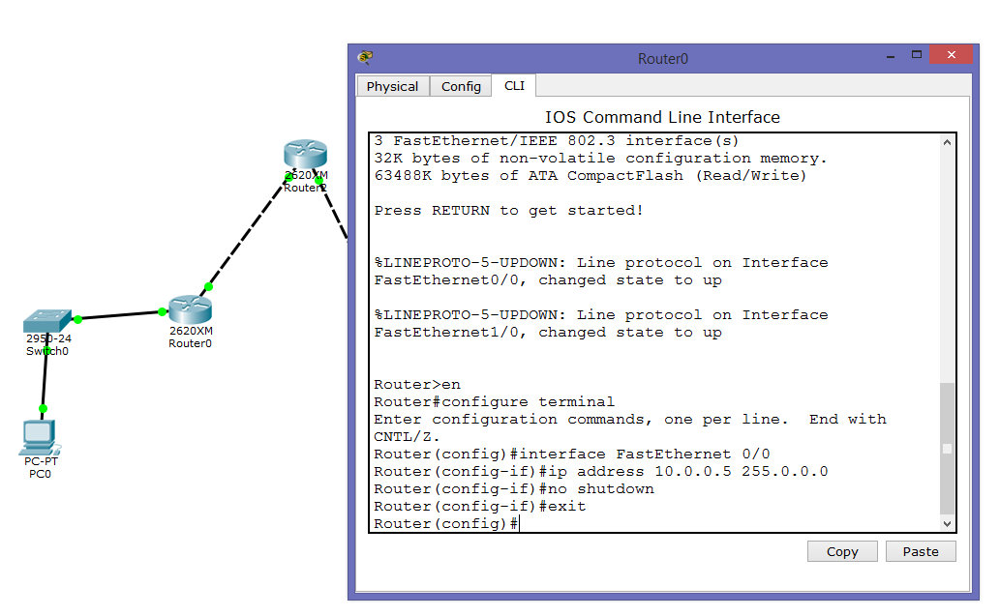 Router0
Physical
Config
CLI
IOS Command Line Interface
3 FastEthernet/IEEE 802.3 interface(s)
32K bytes of non-volatile configuration memory.
63488K bytes of ATA CompactFlash (Read/Write)
Press RETURN to get started!
%LINEPROTO-5-UPDOWN: Line protocol on Interface
FastEthernet0/0, changed state to up
%LINEPROTO-5-UPDOWN: Line protocol on Interface
FastEthernet1/0, changed state to up
Router>en
Router#configure terminal
Enter configuration commands, one per line.  End with
CNTL/Z.
Router(config)#interface FastEthernet 0/0
Router(config-if)#ip address 10.0.0.5 255.0.0.0
Router(config-if)#no shutdown
Router(config-if)#exit
Router(config)#
Copy
Paste
2620XM
Router2
2620XM
Router0
2950-24
Switch0
PC-PT
PC0